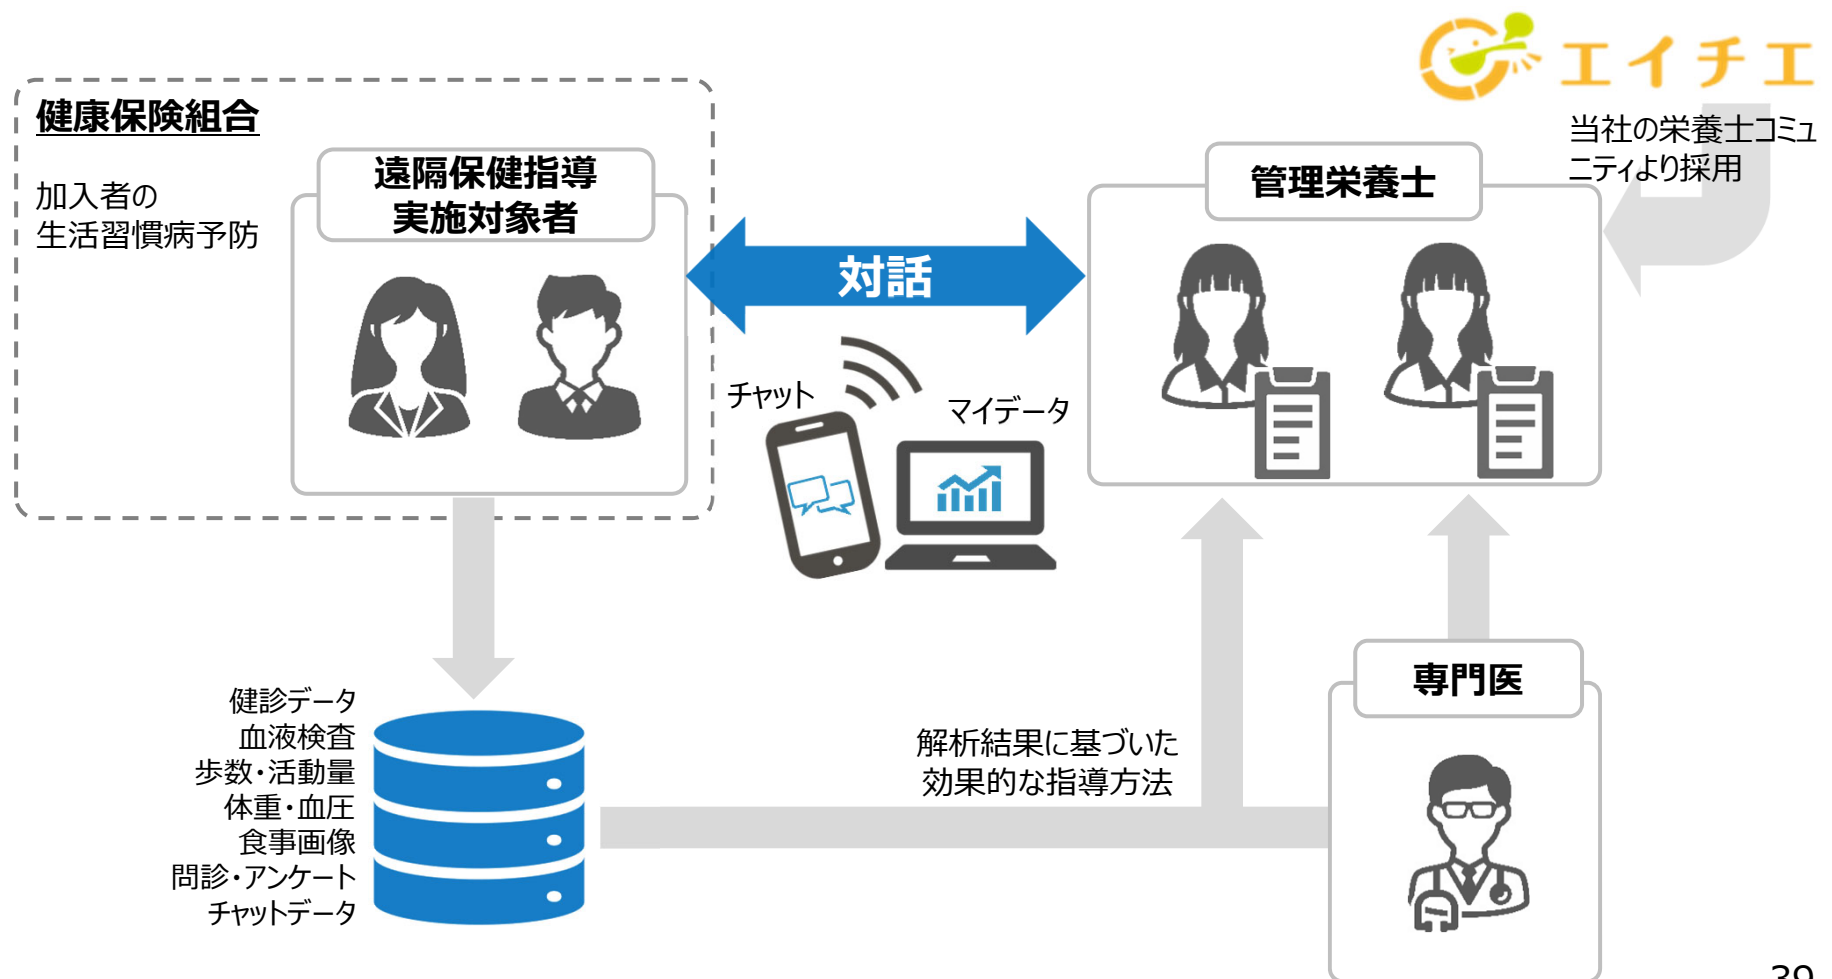 エイチエ
当社の栄養士コミュ
ニティより採用
健康保険組合
加入者の
生活習慣病予防
遠隔保健指導
実施対象者
対話
管理栄養士
チャット
マイデータ
健診データ
血液検査
歩数・活動量
体重・血圧
食事画像
問診・アンケート
チャットデータ
解析結果に基づいた
効果的な指導方法
専門医
39